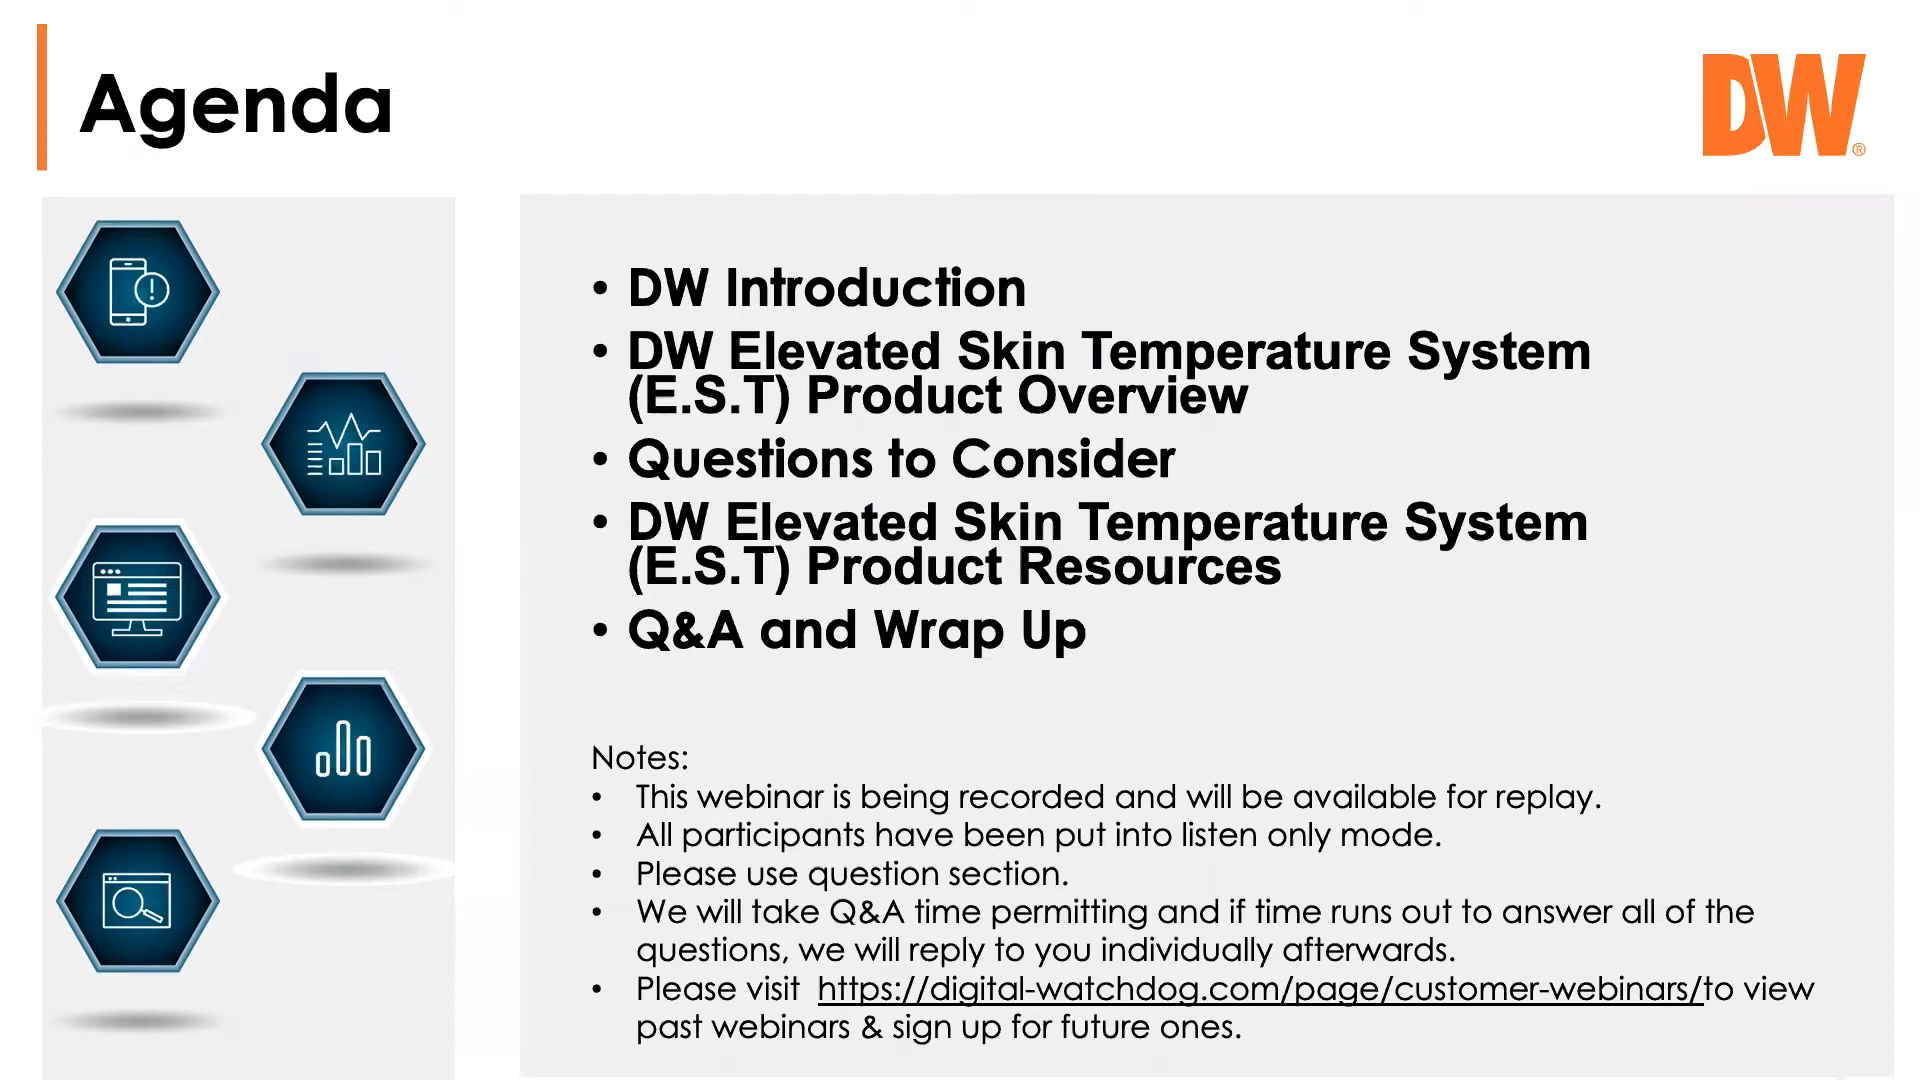 Agenda
DW®
• DW Introduction
• DW Elevated Skin Temperature System
(E.S.T) Product Overview
• Questions to Consider
• DW Elevated Skin Temperature System
(E.S.T) Product Resources
• Q&A and Wrap Up
Notes:
• This webinar is being recorded and will be available for replay.
• All participants have been put into listen only mode.
• Please use question section.
• We will take Q&A time permitting and if time runs out to answer all of the
questions, we will reply to you individually afterwards.
• Please visit https://digital-watchdog.com/page/customer-webinars/to view
past webinars & sign up for future ones.